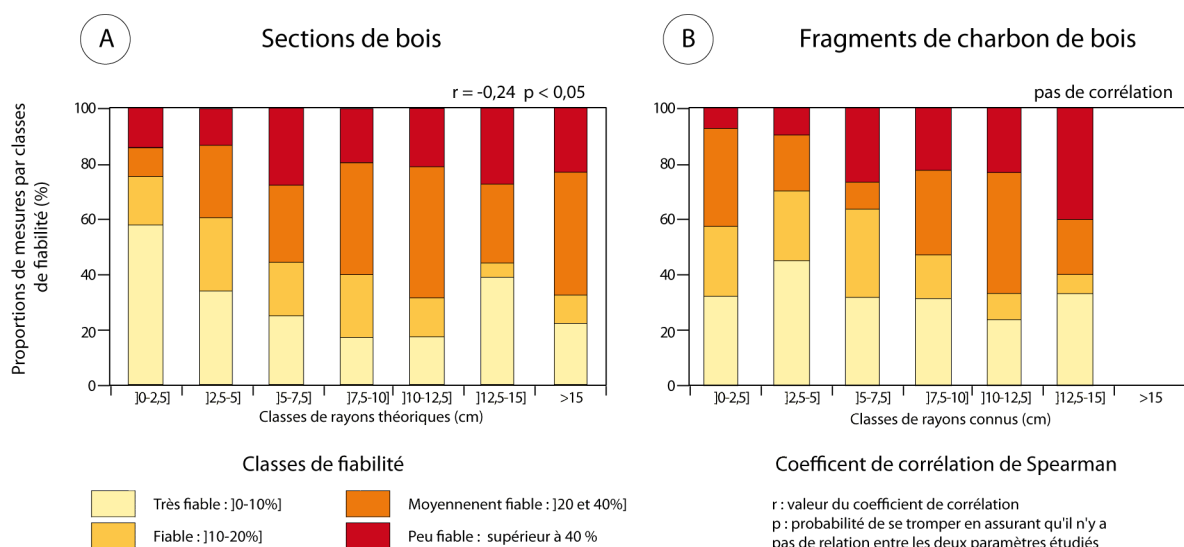 A
Sections de bois
r = -0,24 p < 0,05
Proportions de mesures par classes
de fiabilité (%)
100
80
60
40
20
0
]0-2,5]
]2,5-5]
]5-7,5]
]7,5-10]
]10-12,5]
]12,5-15]
>15
Classes de rayons théoriques (cm)
B
Fragments de charbon de bois
pas de corrélation
100
80
60
40
20
0
]0-2,5]
]2,5-5]
]5-7,5]
]7,5-10]
]10-12,5]
]12,5-15]
>15
Classes de rayons connus (cm)
Classes de fiabilité
Très fiable : ]0-10%]
Fiable : ]10-20%]
Moyennenent fiable : ]20 et 40%]
Peu fiable : supérieur à 40 %
Coefficent de corrélation de Spearman
r : valeur du coefficient de corrélation
p : probabilité de se tromper en assurant qu'il n'y a
pas de relation entre les deux paramètres étudiés